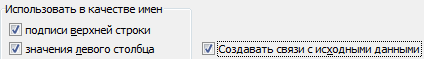 Использовать в качестве имен
подписи верхней строки
значения левого столбца
Создавать связи с исходными данными